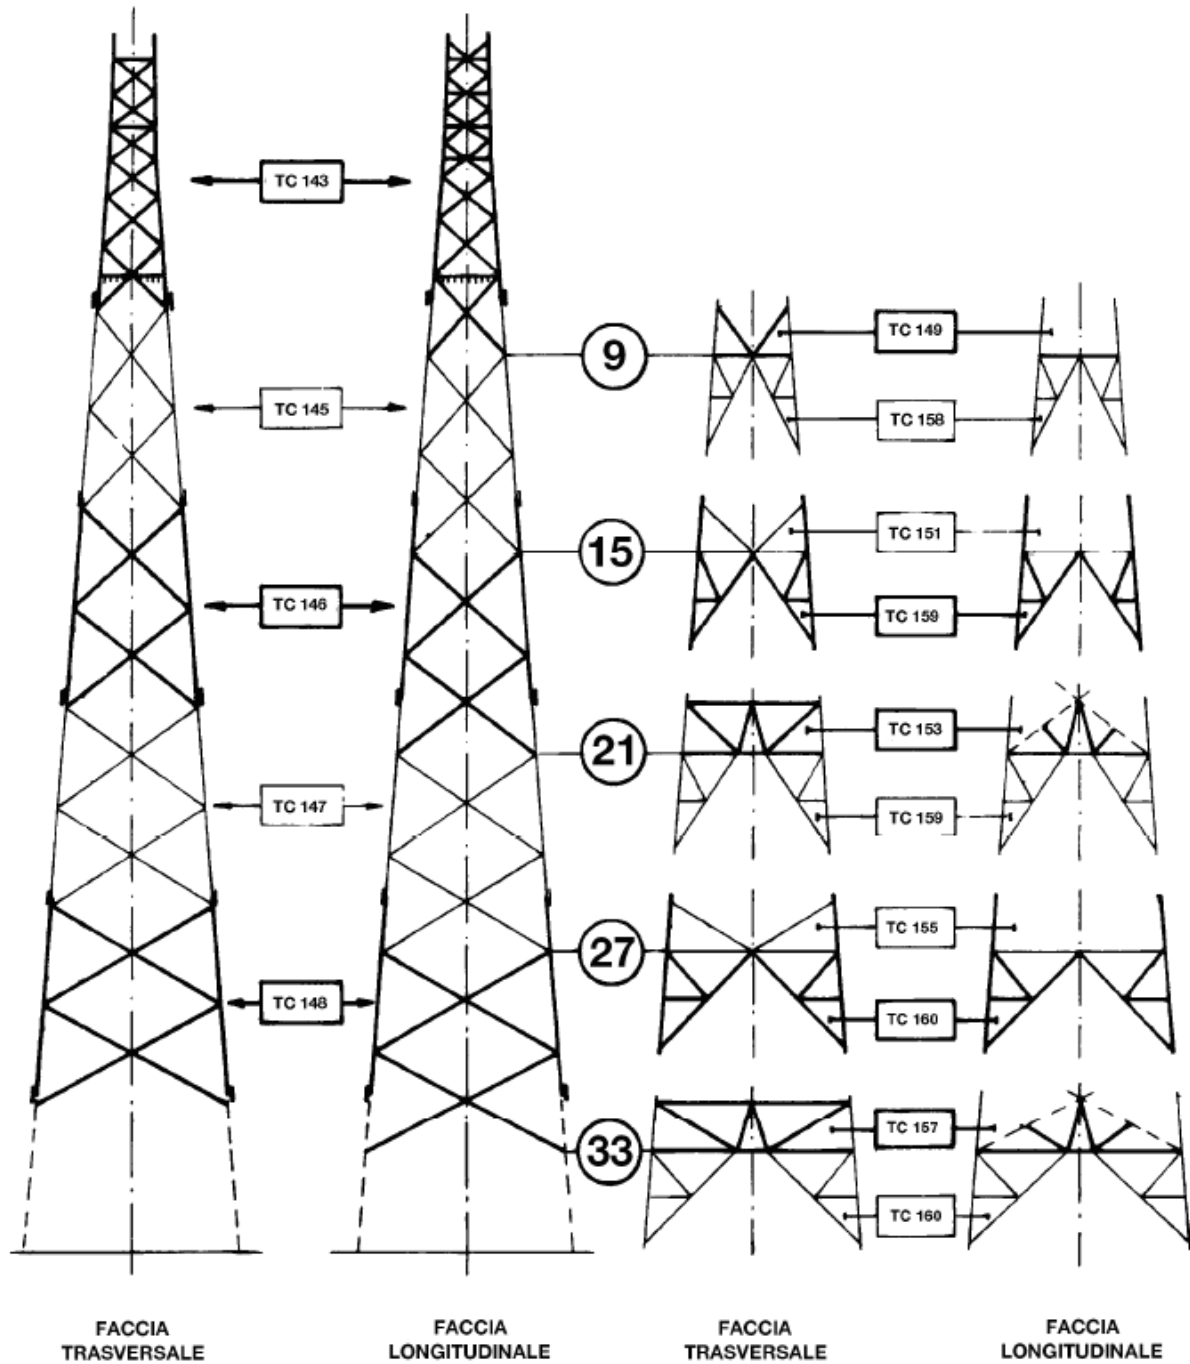 TC 143
TC 149
9
TC 145
TC 158
TC 151
15
TC 146
TC 159
TC 153
21
TC 147
TC 159
TC 155
27
TC 148
TC 160
TC 157
33
TC 160
FACCIA
TRASVERSALE
FACCIA
LONGITUDINALE
FACCIA
TRASVERSALE
FACCIA
LONGITUDINALE